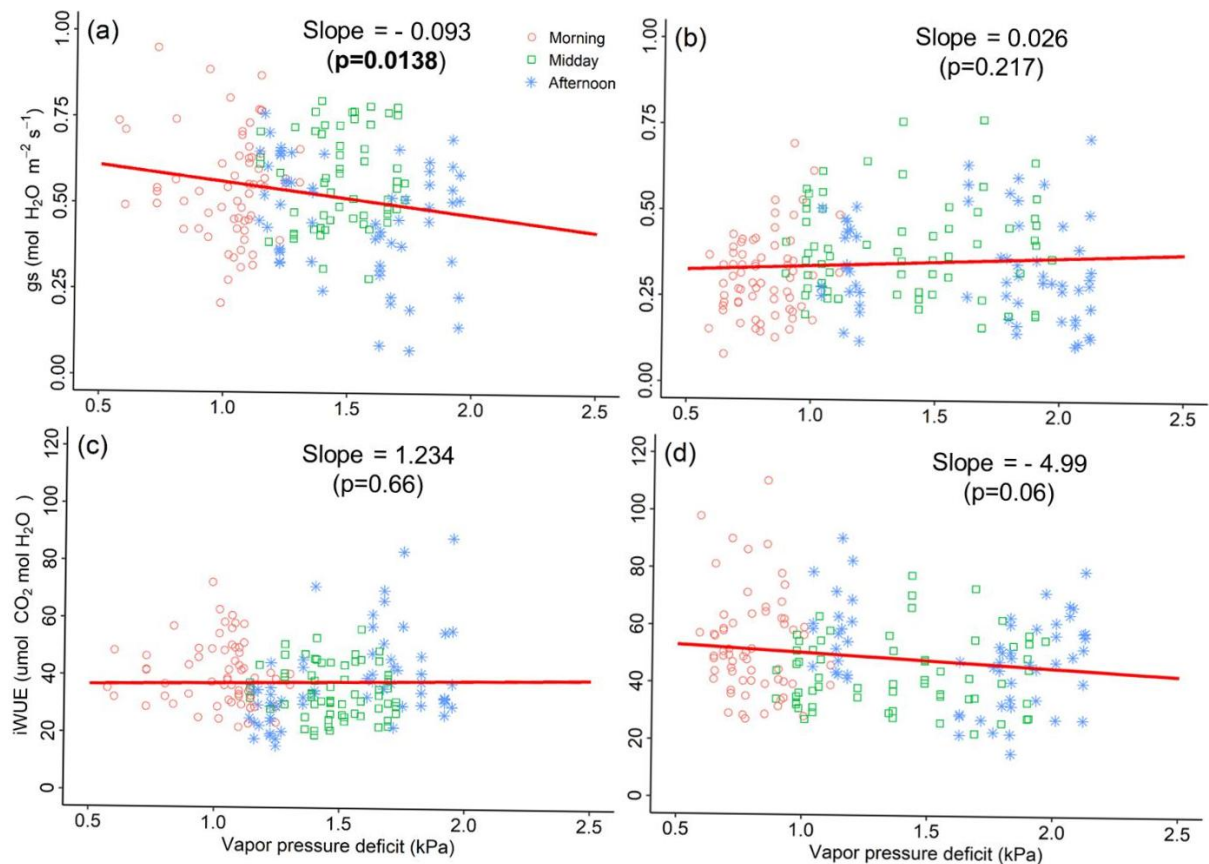 (a)
Slope = - 0.093
(p=0.0138)
Morning
Midday
Afternoon
gs (mol H₂O m⁻² s⁻¹)
1.00
0.75
0.50
0.25
0.00
0.5 1.0 1.5 2.0 2.5
(b)
Slope = 0.026
(p=0.217)
1.00
0.75
0.50
0.25
0.00
0.5 1.0 1.5 2.0 2.5
(c)
Slope = 1.234
(p=0.66)
iWUE (umol CO₂ mol H₂O )
120
100
80
60
40
20
0
0.5 1.0 1.5 2.0 2.5
Vapor pressure deficit (kPa)
(d)
Slope = - 4.99
(p=0.06)
120
100
80
60
40
20
0
0.5 1.0 1.5 2.0 2.5
Vapor pressure deficit (kPa)